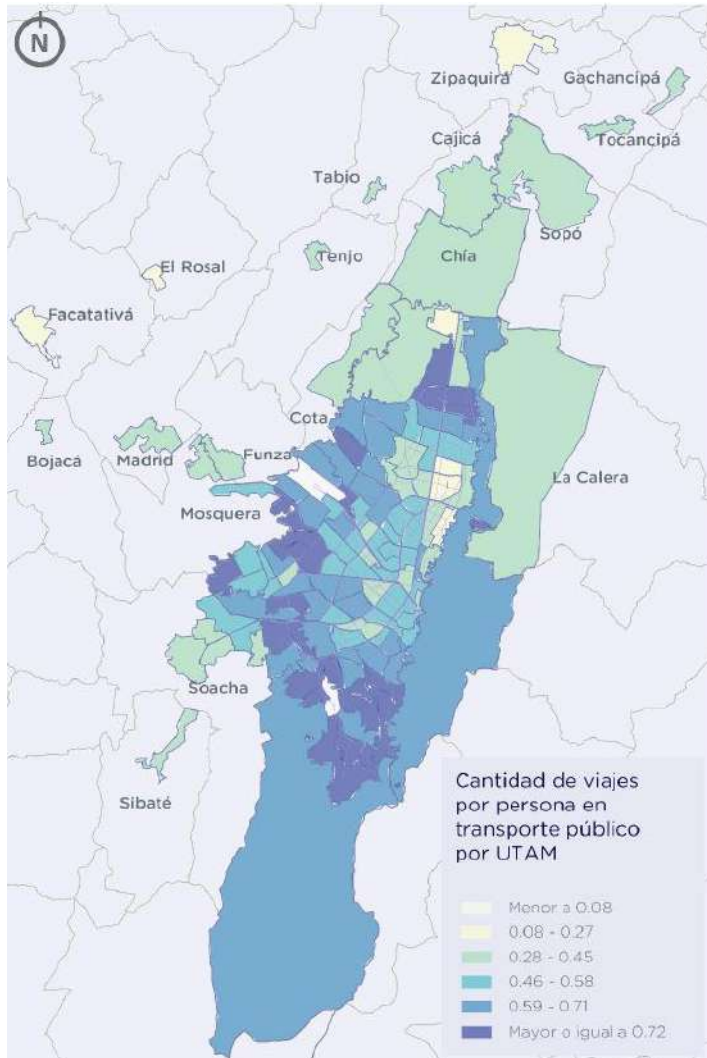 N
Zipaquirá
Gachancipá
Cajicá
Tocancipá
Tabio
Sopó
Tenjo
Chía
El Rosal
Facatativá
Cota
Bojacá
Madrid
Funza
La Calera
Mosquera
Soacha
Sibaté
Cantidad de viajes
por persona en
transporte público
por UTAM
Menor a 0.08
0.08 - 0.27
0.28 - 0.45
0.46 - 0.58
0.59 - 0.71
Mayor o igual a 0.72